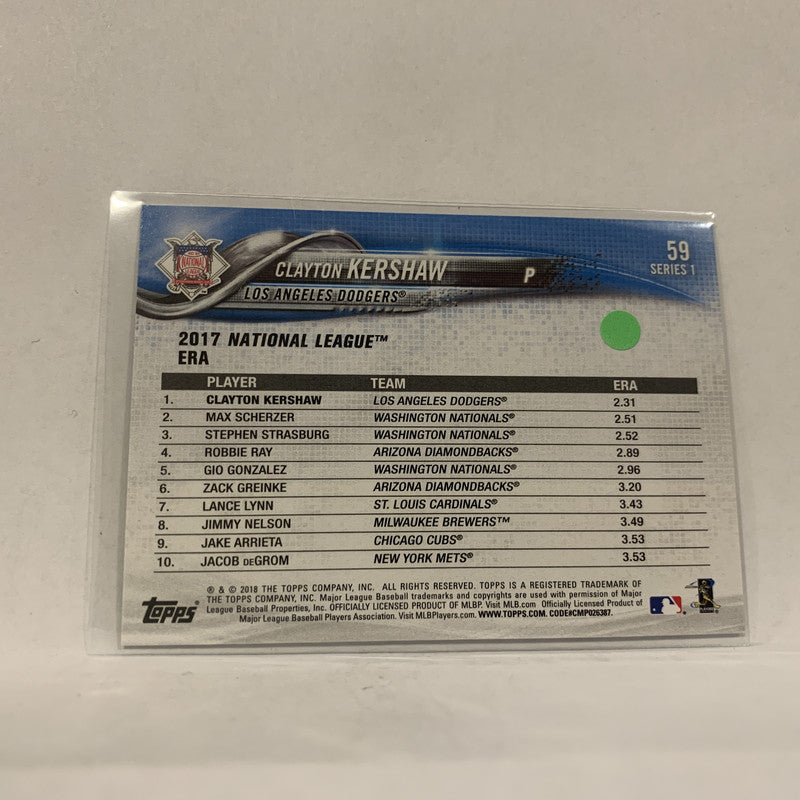 59
SERIES 1
NATIONAL LEAGUE
CLAYTON KERSHAW P
LOS ANGELES DODGERS®
2017 NATIONAL LEAGUE™
ERA
PLAYER TEAM ERA
1. CLAYTON KERSHAW LOS ANGELES DODGERS® 2.31
2. MAX SCHERZER WASHINGTON NATIONALS® 2.51
3. STEPHEN STRASBURG WASHINGTON NATIONALS® 2.52
4. ROBBIE RAY ARIZONA DIAMONDBACKS® 2.89
5. GIO GONZALEZ WASHINGTON NATIONALS® 2.96
6. ZACK GREINKE ARIZONA DIAMONDBACKS® 3.20
7. LANCE LYNN ST. LOUIS CARDINALS® 3.43
8. JIMMY NELSON MILWAUKEE BREWERS™ 3.49
9. JAKE ARRIETA CHICAGO CUBS® 3.53
10. JACOB DEGROM NEW YORK METS® 3.53
® & © 2018 THE TOPPS COMPANY, INC. ALL RIGHTS RESERVED. TOPPS IS A REGISTERED TRADEMARK OF
THE TOPPS COMPANY, INC. Major League Baseball trademarks and copyrights are used with permission of Major
League Baseball Properties, Inc. OFFICIALLY LICENSED PRODUCT OF MLBP. Visit MLB.com Officially Licensed Product of
Major League Baseball Players Association. Visit MLBPlayers.com. WWW.TOPPS.COM. CODE#CMP026387.
Topps